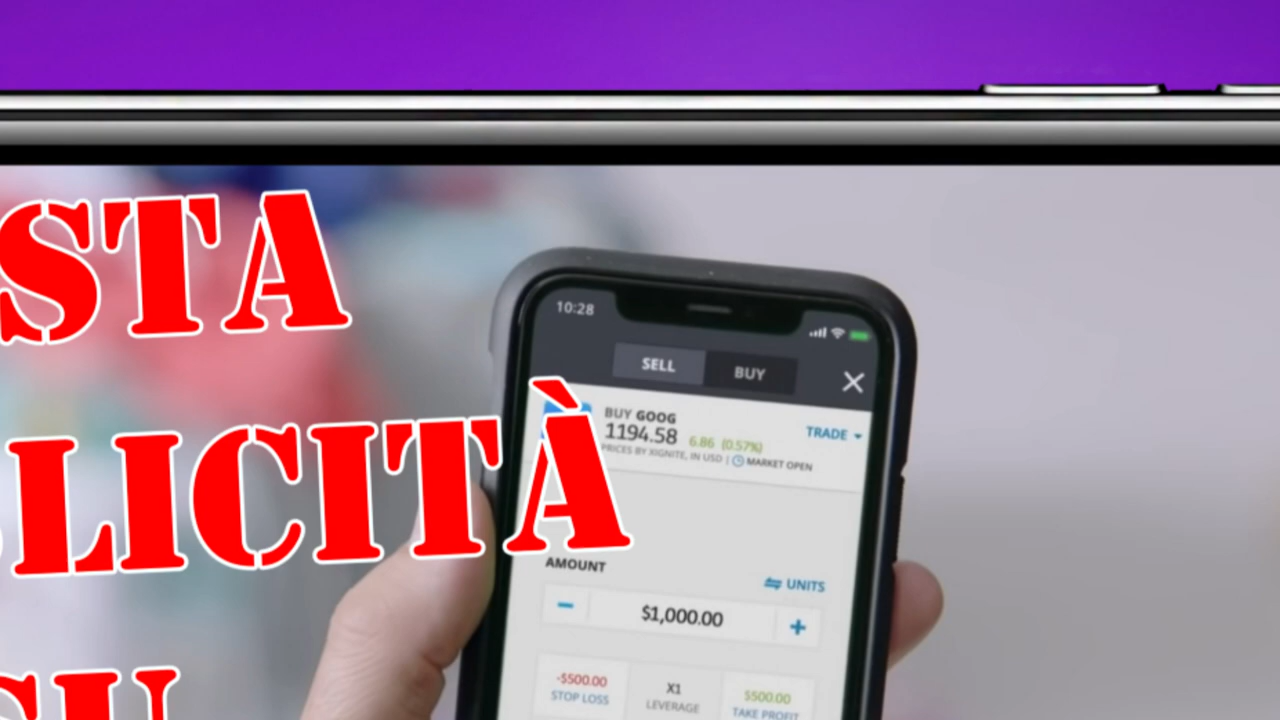 STA
LICITÀ
SU
10:28
SELL BUY
BUY GOOG
1194.58 6.86 (0.57%)
PRICES BY XIGNITE, IN USD | MARKET OPEN
TRADE
AMOUNT
UNITS
$1,000.00
-$500.00 X1 $500.00
STOP LOSS LEVERAGE TAKE PROFIT